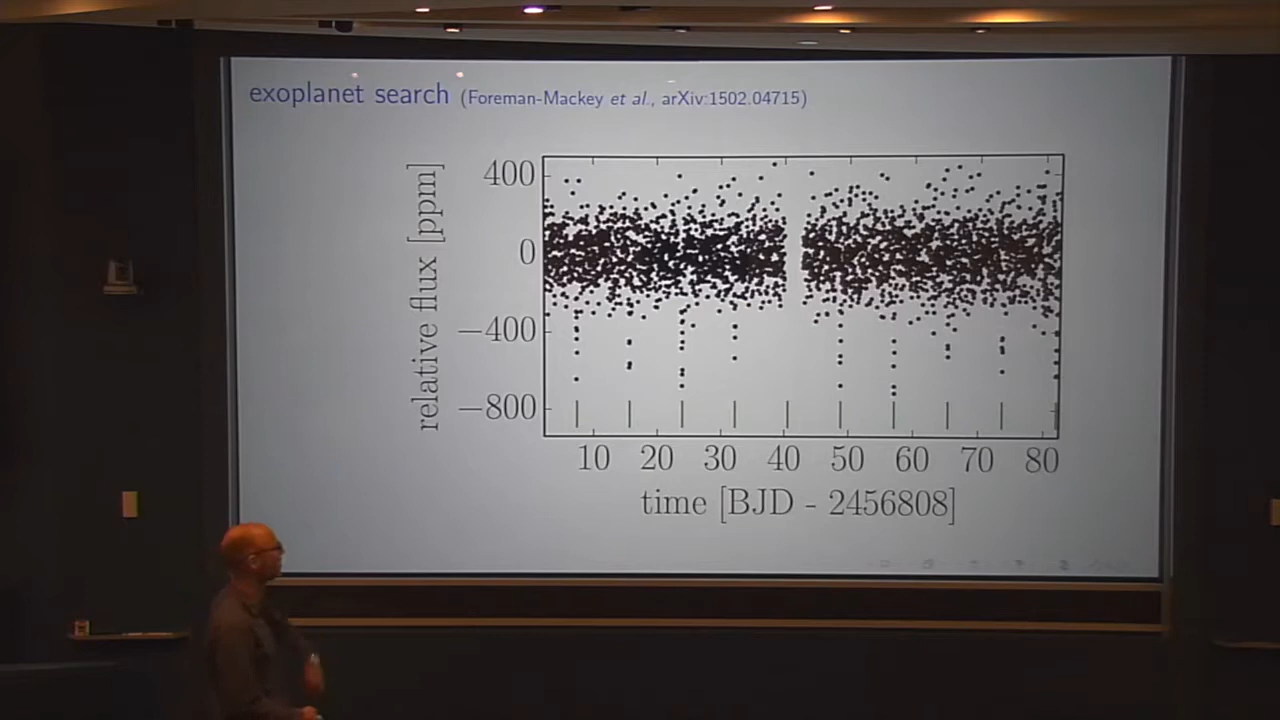 exoplanet search (Foreman-Mackey et al., arXiv:1502.04715)
relative flux [ppm]
400
0
−400
−800
10 20 30 40 50 60 70 80
time [BJD - 2456808]